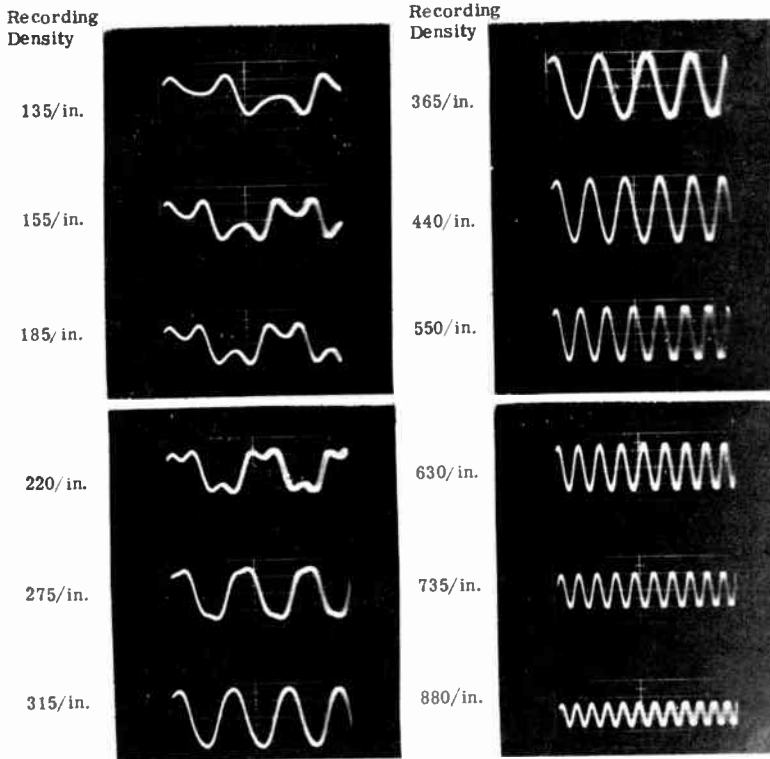 Recording
Density
135/in.
155/in.
185/in.
220/in.
275/in.
315/in.
Recording
Density
365/in.
440/in.
550/in.
630/in.
735/in.
880/in.